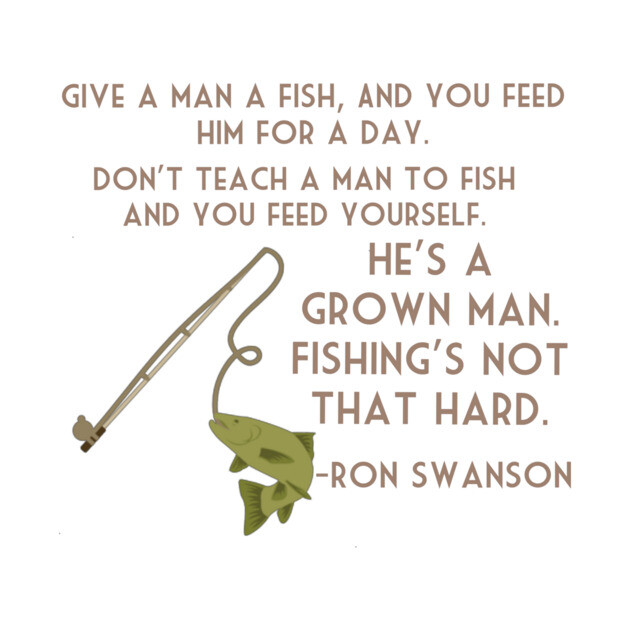 GIVE A MAN A FISH, AND YOU FEED
HIM FOR A DAY.
DON'T TEACH A MAN TO FISH
AND YOU FEED YOURSELF.
HE'S A
GROWN MAN.
FISHING'S NOT
THAT HARD.
-RON SWANSON